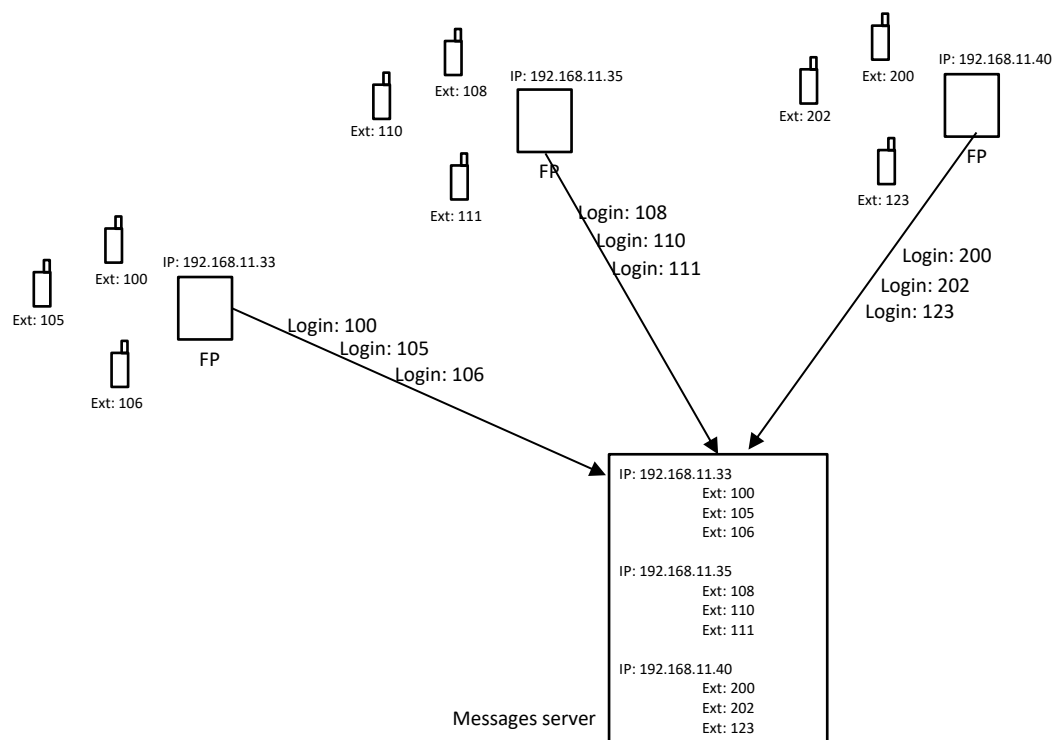 Ext: 108
IP: 192.168.11.35
Ext: 110
FP
Ext: 111
Login: 108
Login: 110
Login: 111
Ext: 200
IP: 192.168.11.40
Ext: 202
FP
Ext: 123
Login: 200
Login: 202
Login: 123
Ext: 100
IP: 192.168.11.33
Ext: 105
FP
Ext: 106
Login: 100
Login: 105
Login: 106
IP: 192.168.11.33
Ext: 100
Ext: 105
Ext: 106
IP: 192.168.11.35
Ext: 108
Ext: 110
Ext: 111
IP: 192.168.11.40
Ext: 200
Ext: 202
Ext: 123
Messages server